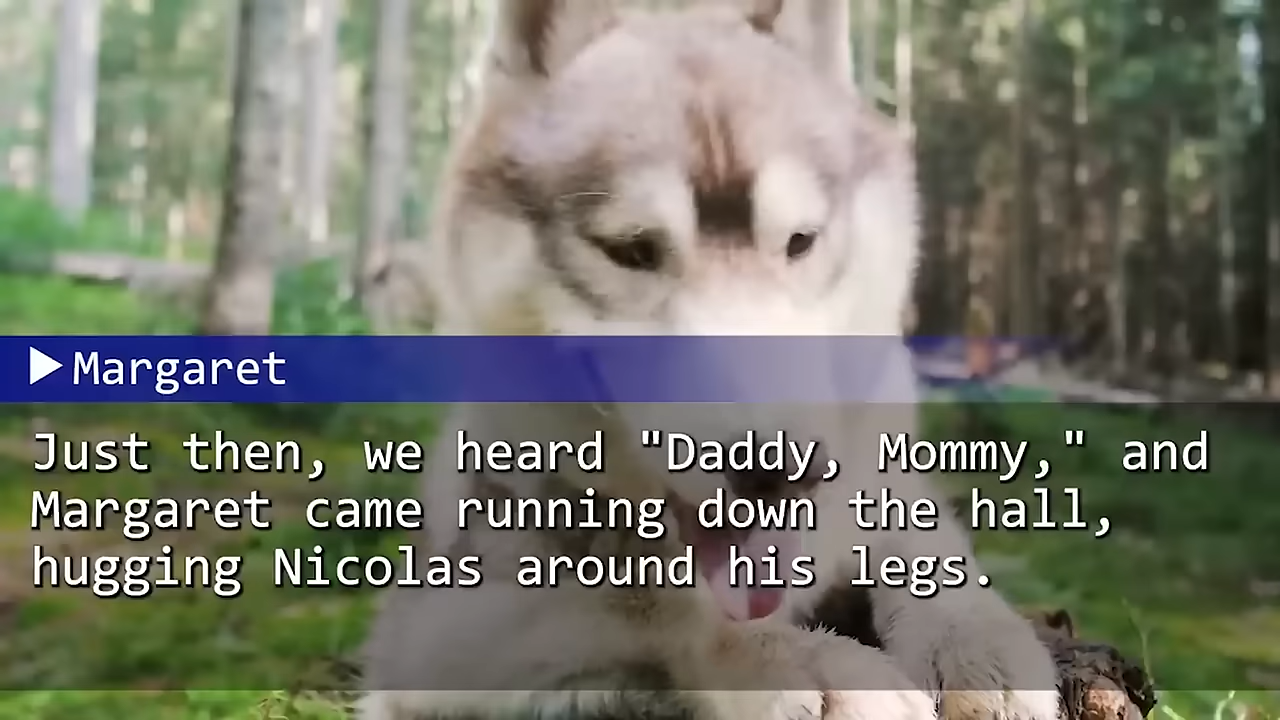 Margaret
Just then, we heard "Daddy, Mommy," and
Margaret came running down the hall,
hugging Nicolas around his legs.